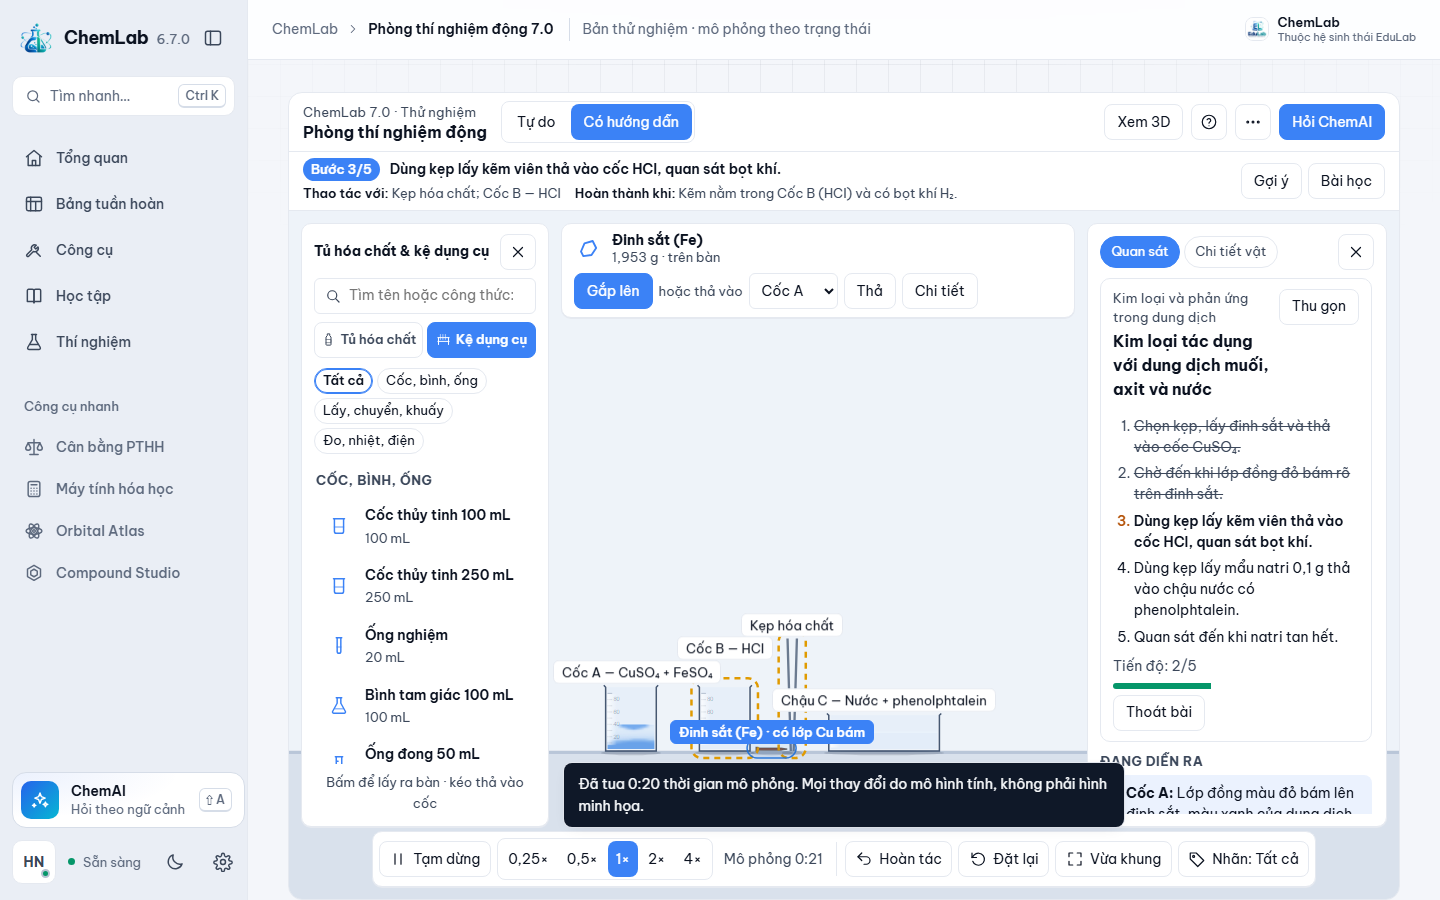 ChemLab 6.7.0
Tìm nhanh... Ctrl K
Tổng quan
Bảng tuần hoàn
Công cụ
Học tập
Thí nghiệm
Công cụ nhanh
Cân bằng PTHH
Máy tính hóa học
Orbital Atlas
Compound Studio
ChemAI
Hỏi theo ngữ cảnh
⇧ A
HN
Sẵn sàng
ChemLab > Phòng thí nghiệm động 7.0 Bản thử nghiệm · mô phỏng theo trạng thái
ChemLab
Thuộc hệ sinh thái EduLab
ChemLab 7.0 · Thử nghiệm
Phòng thí nghiệm động
Tự do Có hướng dẫn
Xem 3D
Hỏi ChemAI
Bước 3/5 Dùng kẹp lấy kẽm viên thả vào cốc HCl, quan sát bọt khí.
Thao tác với: Kẹp hóa chất; Cốc B — HCl Hoàn thành khi: Kẽm nằm trong Cốc B (HCl) và có bọt khí H₂.
Gợi ý Bài học
Tủ hóa chất & kệ dụng cụ
Tìm tên hoặc công thức:
Tủ hóa chất Kệ dụng cụ
Tất cả Cốc, bình, ống
Lấy, chuyển, khuấy
Đo, nhiệt, điện
CỐC, BÌNH, ỐNG
Cốc thủy tinh 100 mL
100 mL
Cốc thủy tinh 250 mL
250 mL
Ống nghiệm
20 mL
Bình tam giác 100 mL
100 mL
Ống đong 50 mL
Bấm để lấy ra bàn · kéo thả vào
cốc
Đinh sắt (Fe)
1,953 g · trên bàn
Gắp lên hoặc thả vào Cốc A Thả Chi tiết
Kẹp hóa chất
Cốc B — HCl
Cốc A — CuSO₄ + FeSO₄
Chậu C — Nước + phenolphtalein
Đinh sắt (Fe) · có lớp Cu bám
Đã tua 0:20 thời gian mô phỏng. Mọi thay đổi do mô hình tính, không phải hình
minh họa.
Quan sát Chi tiết vật
Kim loại và phản ứng
trong dung dịch
Thu gọn
Kim loại tác dụng
với dung dịch muối,
axit và nước
1. Chọn kẹp, lấy đinh sắt và thả
vào cốc CuSO₄.
2. Chờ đến khi lớp đồng đỏ bám rõ
trên đinh sắt.
3. Dùng kẹp lấy kẽm viên thả vào
cốc HCl, quan sát bọt khí.
4. Dùng kẹp lấy mẩu natri 0,1 g thả
vào chậu nước có
phenolphtalein.
5. Quan sát đến khi natri tan hết.
Tiến độ: 2/5
Thoát bài
ĐANG DIỄN RA
Cốc A: Lớp đồng màu đỏ bám lên
đinh sắt, màu xanh của dung dịch
Tạm dừng 0,25× 0,5× 1× 2× 4× Mô phỏng 0:21 Hoàn tác Đặt lại Vừa khung Nhãn: Tất cả